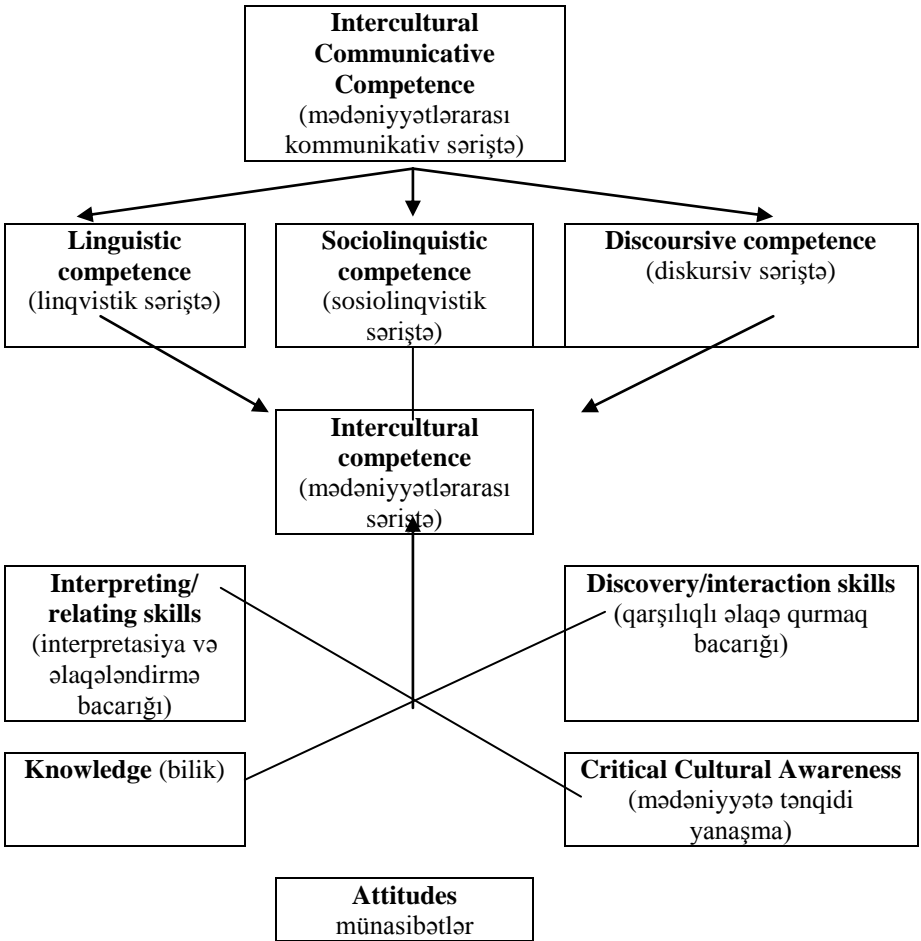 Intercultural
Communicative
Competence
(mədəniyyətlərarası
kommunikativ səriştə)
Linguistic
competence
(linqvistik səriştə)
Sociolinquistic
competence
(sosiolinqvistik
səriştə)
Discoursive competence
(diskursiv səriştə)
Intercultural
competence
(mədəniyyətlərarası
səriştə)
Interpreting/
relating skills
(interpretasiya və
əlaqələndirmə
bacarığı)
Discovery/interaction skills
(qarşılıqlı əlaqə qurmaq
bacarığı)
Knowledge (bilik)
Critical Cultural Awareness
(mədəniyyətə tənqidi
yanaşma)
Attitudes
münasibətlər